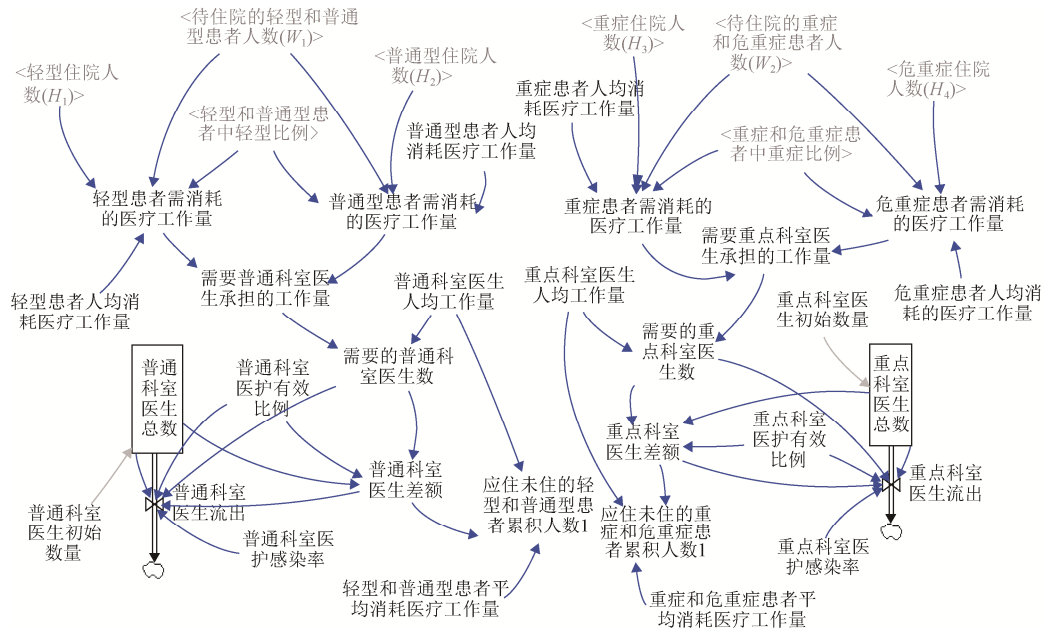 <待住院的轻型和普通
型患者人数(W₁)>
<重症住院人
数(H₃)>
<待住院的重症
和危重症患者人
数(W₂)>
<轻型住院人
数(H₁)>
<普通型住院
人数(H₂)>
<危重症住院
人数(H₄)>
重症患者人均消
耗医疗工作量
<轻型和普通型患
者中轻型比例>
普通型患者人均
消耗医疗工作量
<重症和危重症患
者中重症比例>
轻型患者需消耗
的医疗工作量
普通型患者需消耗
的医疗工作量
重症患者需消耗的
医疗工作量
危重症患者需消耗
的医疗工作量
需要重点科室医
生承担的工作量
需要普通科室医
生承担的工作量
普通科室医生
人均工作量
重点科室医生
人均工作量
轻型患者人均消
耗医疗工作量
重点科室医
生初始数量
危重症患者人均消
耗的医疗工作量
需要的普通科
室医生数
需要的重
点科室医
生数
普通
科室
医生
总数
普通科室
医护有效
比例
重点
科室
医生
总数
重点科室
医生差额
重点科室
医护有效
比例
普通科室
医生差额
普通科室
医生流出
应住未住的轻
型和普通型患
者累积人数1
应住未住的重
症和危重症患
者累积人数1
重点科室
医生流出
普通科室
医生初始
数量
普通科室医
护感染率
重点科室医
护感染率
轻型和普通型患者平
均消耗医疗工作量
重症和危重症患者平
均消耗医疗工作量